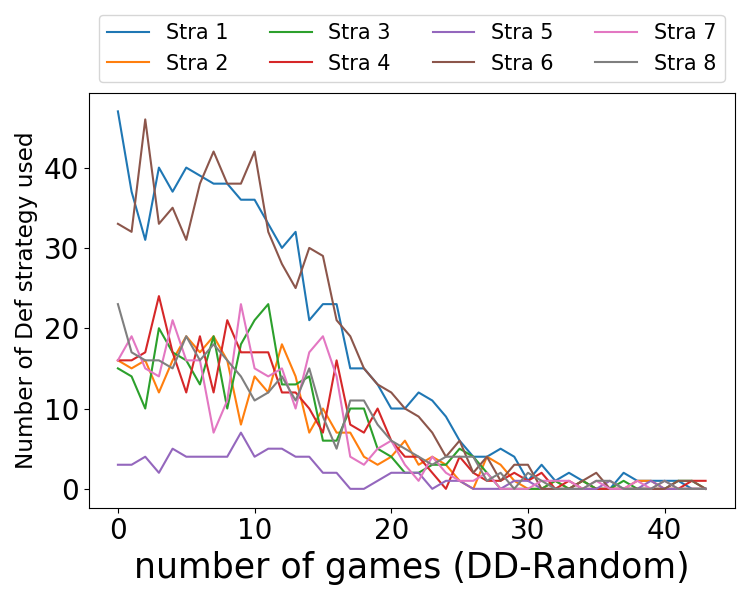 Stra 1 Stra 3 Stra 5 Stra 7
Stra 2 Stra 4 Stra 6 Stra 8
Number of Def strategy used
40
30
20
10
0
0 10 20 30 40
number of games (DD-Random)